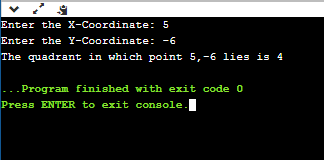 Enter the X-Coordinate: 5
Enter the Y-Coordinate: -6
The quadrant in which point 5,-6 lies is 4
...Program finished with exit code 0
Press ENTER to exit console.